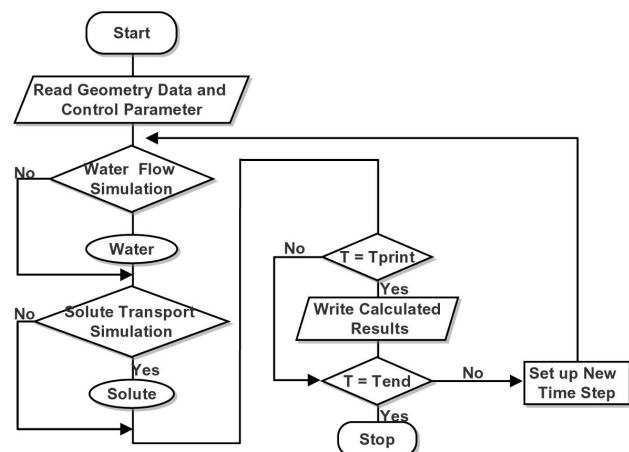 Start
Read Geometry Data and
Control Parameter
No
Water Flow
Simulation
Water
No
Solute Transport
Simulation
Yes
Solute
No
T = Tprint
Yes
Write Calculated
Results
T = Tend
No
Set up New
Time Step
Yes
Stop